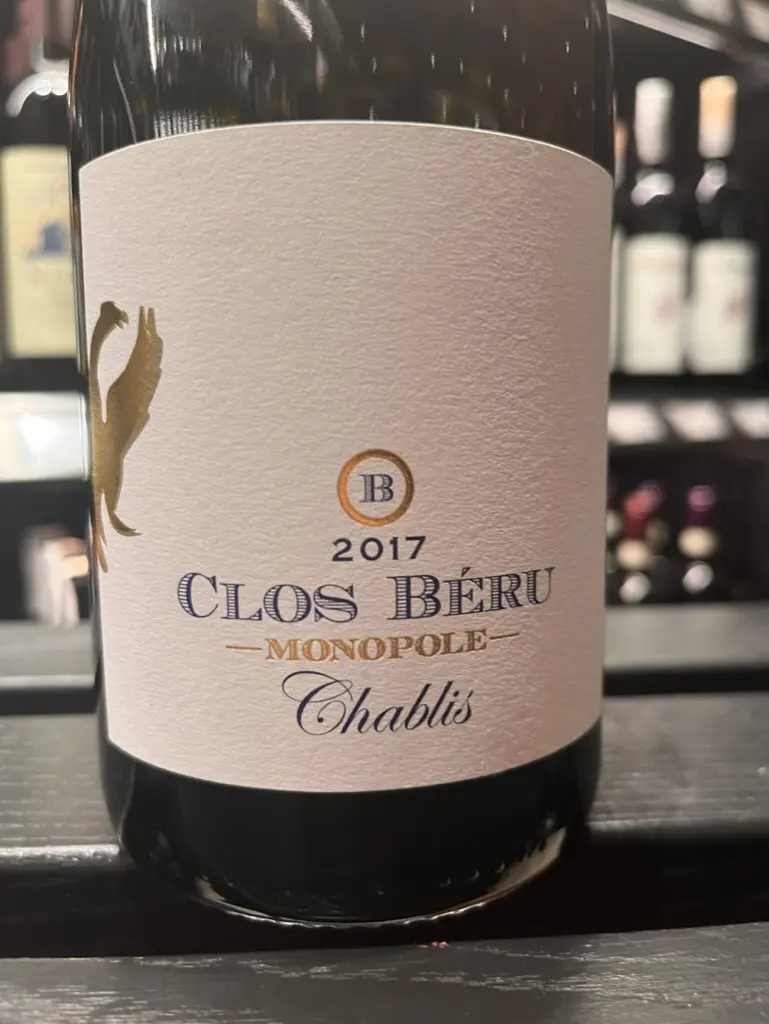 B
2017
CLOS BÉRU
—MONOPOLE—
Chablis